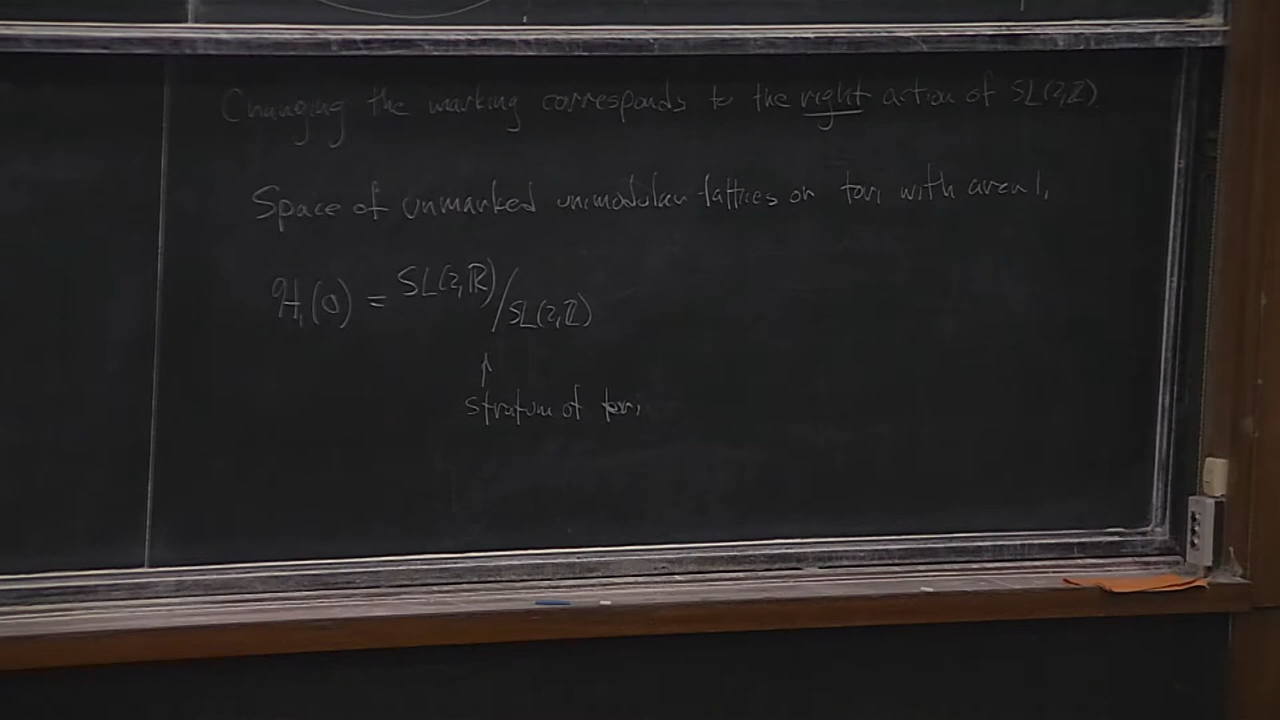 Changing the marking corresponds to the right action of SL(2,ℤ).
Space of unmarked unimodular lattices or tori with area 1.
ℋ₁(0) = SL(2,ℝ)/SL(2,ℤ)
↑
stratum of tori